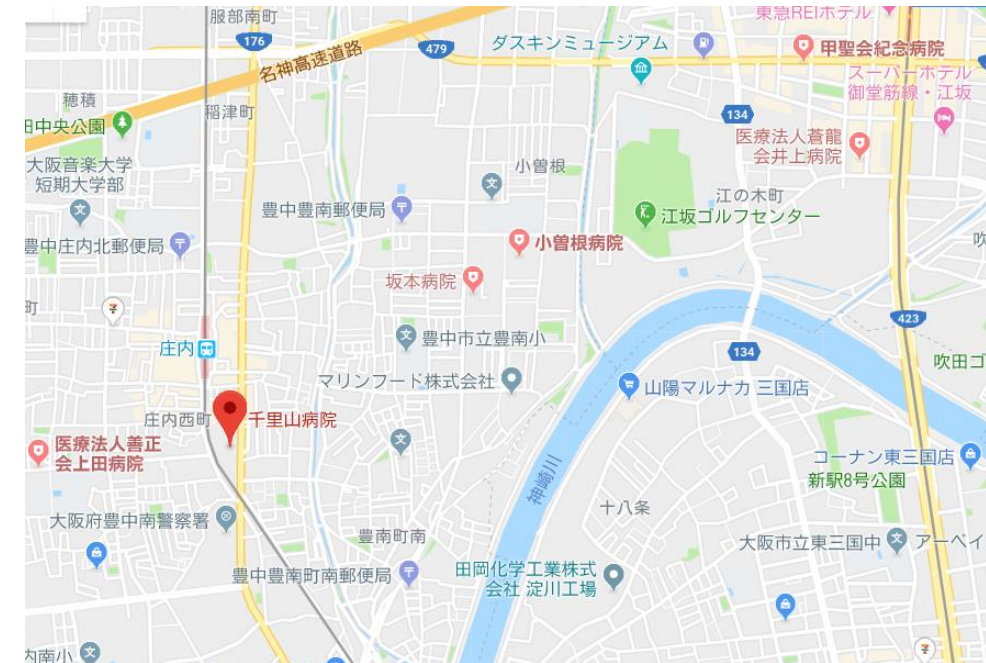 服部南町
176
名神高速道路
479
ダスキンミュージアム
東急REIホテル
甲聖会紀念病院
スーパーホテル
御堂筋線・江坂
穂積
稲津町
田中央公園
134
医療法人蒼龍
会井上病院
大阪音楽大学
短期大学部
小曽根
江の木町
豊中豊南郵便局
江坂ゴルフセンター
豊中庄内北郵便局
小曽根病院
吹
坂本病院
町
423
豊中市立豊南小
庄内
134
吹田ゴ
マリンフード株式会社
山陽マルナカ 三国店
庄内西町
千里山病院
医療法人善正
会上田病院
コーナン東三国店
新駅8号公園
神崎川
十八条
大阪府豊中南警察署
豊南町南
大阪市立東三国中
アーベイ
豊中豊南町南郵便局
田岡化学工業株式
会社 淀川工場
内南小